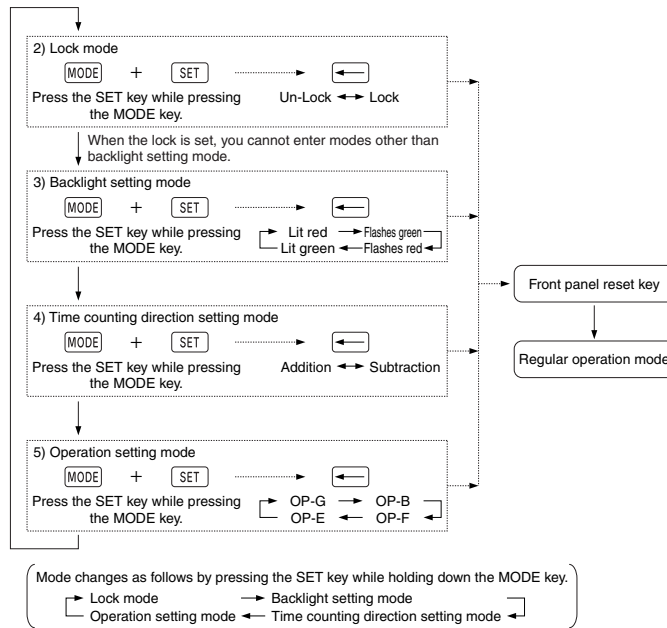 2) Lock mode
MODE + SET
Press the SET key while pressing
the MODE key.
Un-Lock Lock
When the lock is set, you cannot enter modes other than
backlight setting mode.
3) Backlight setting mode
MODE + SET
Press the SET key while pressing
the MODE key.
Lit red Flashes green
Lit green Flashes red
4) Time counting direction setting mode
MODE + SET
Press the SET key while pressing
the MODE key.
Addition Subtraction
5) Operation setting mode
MODE + SET
Press the SET key while pressing
the MODE key.
OP-G OP-B
OP-E OP-F
Front panel reset key
Regular operation mode
Mode changes as follows by pressing the SET key while holding down the MODE key.
Lock mode Backlight setting mode
Operation setting mode Time counting direction setting mode